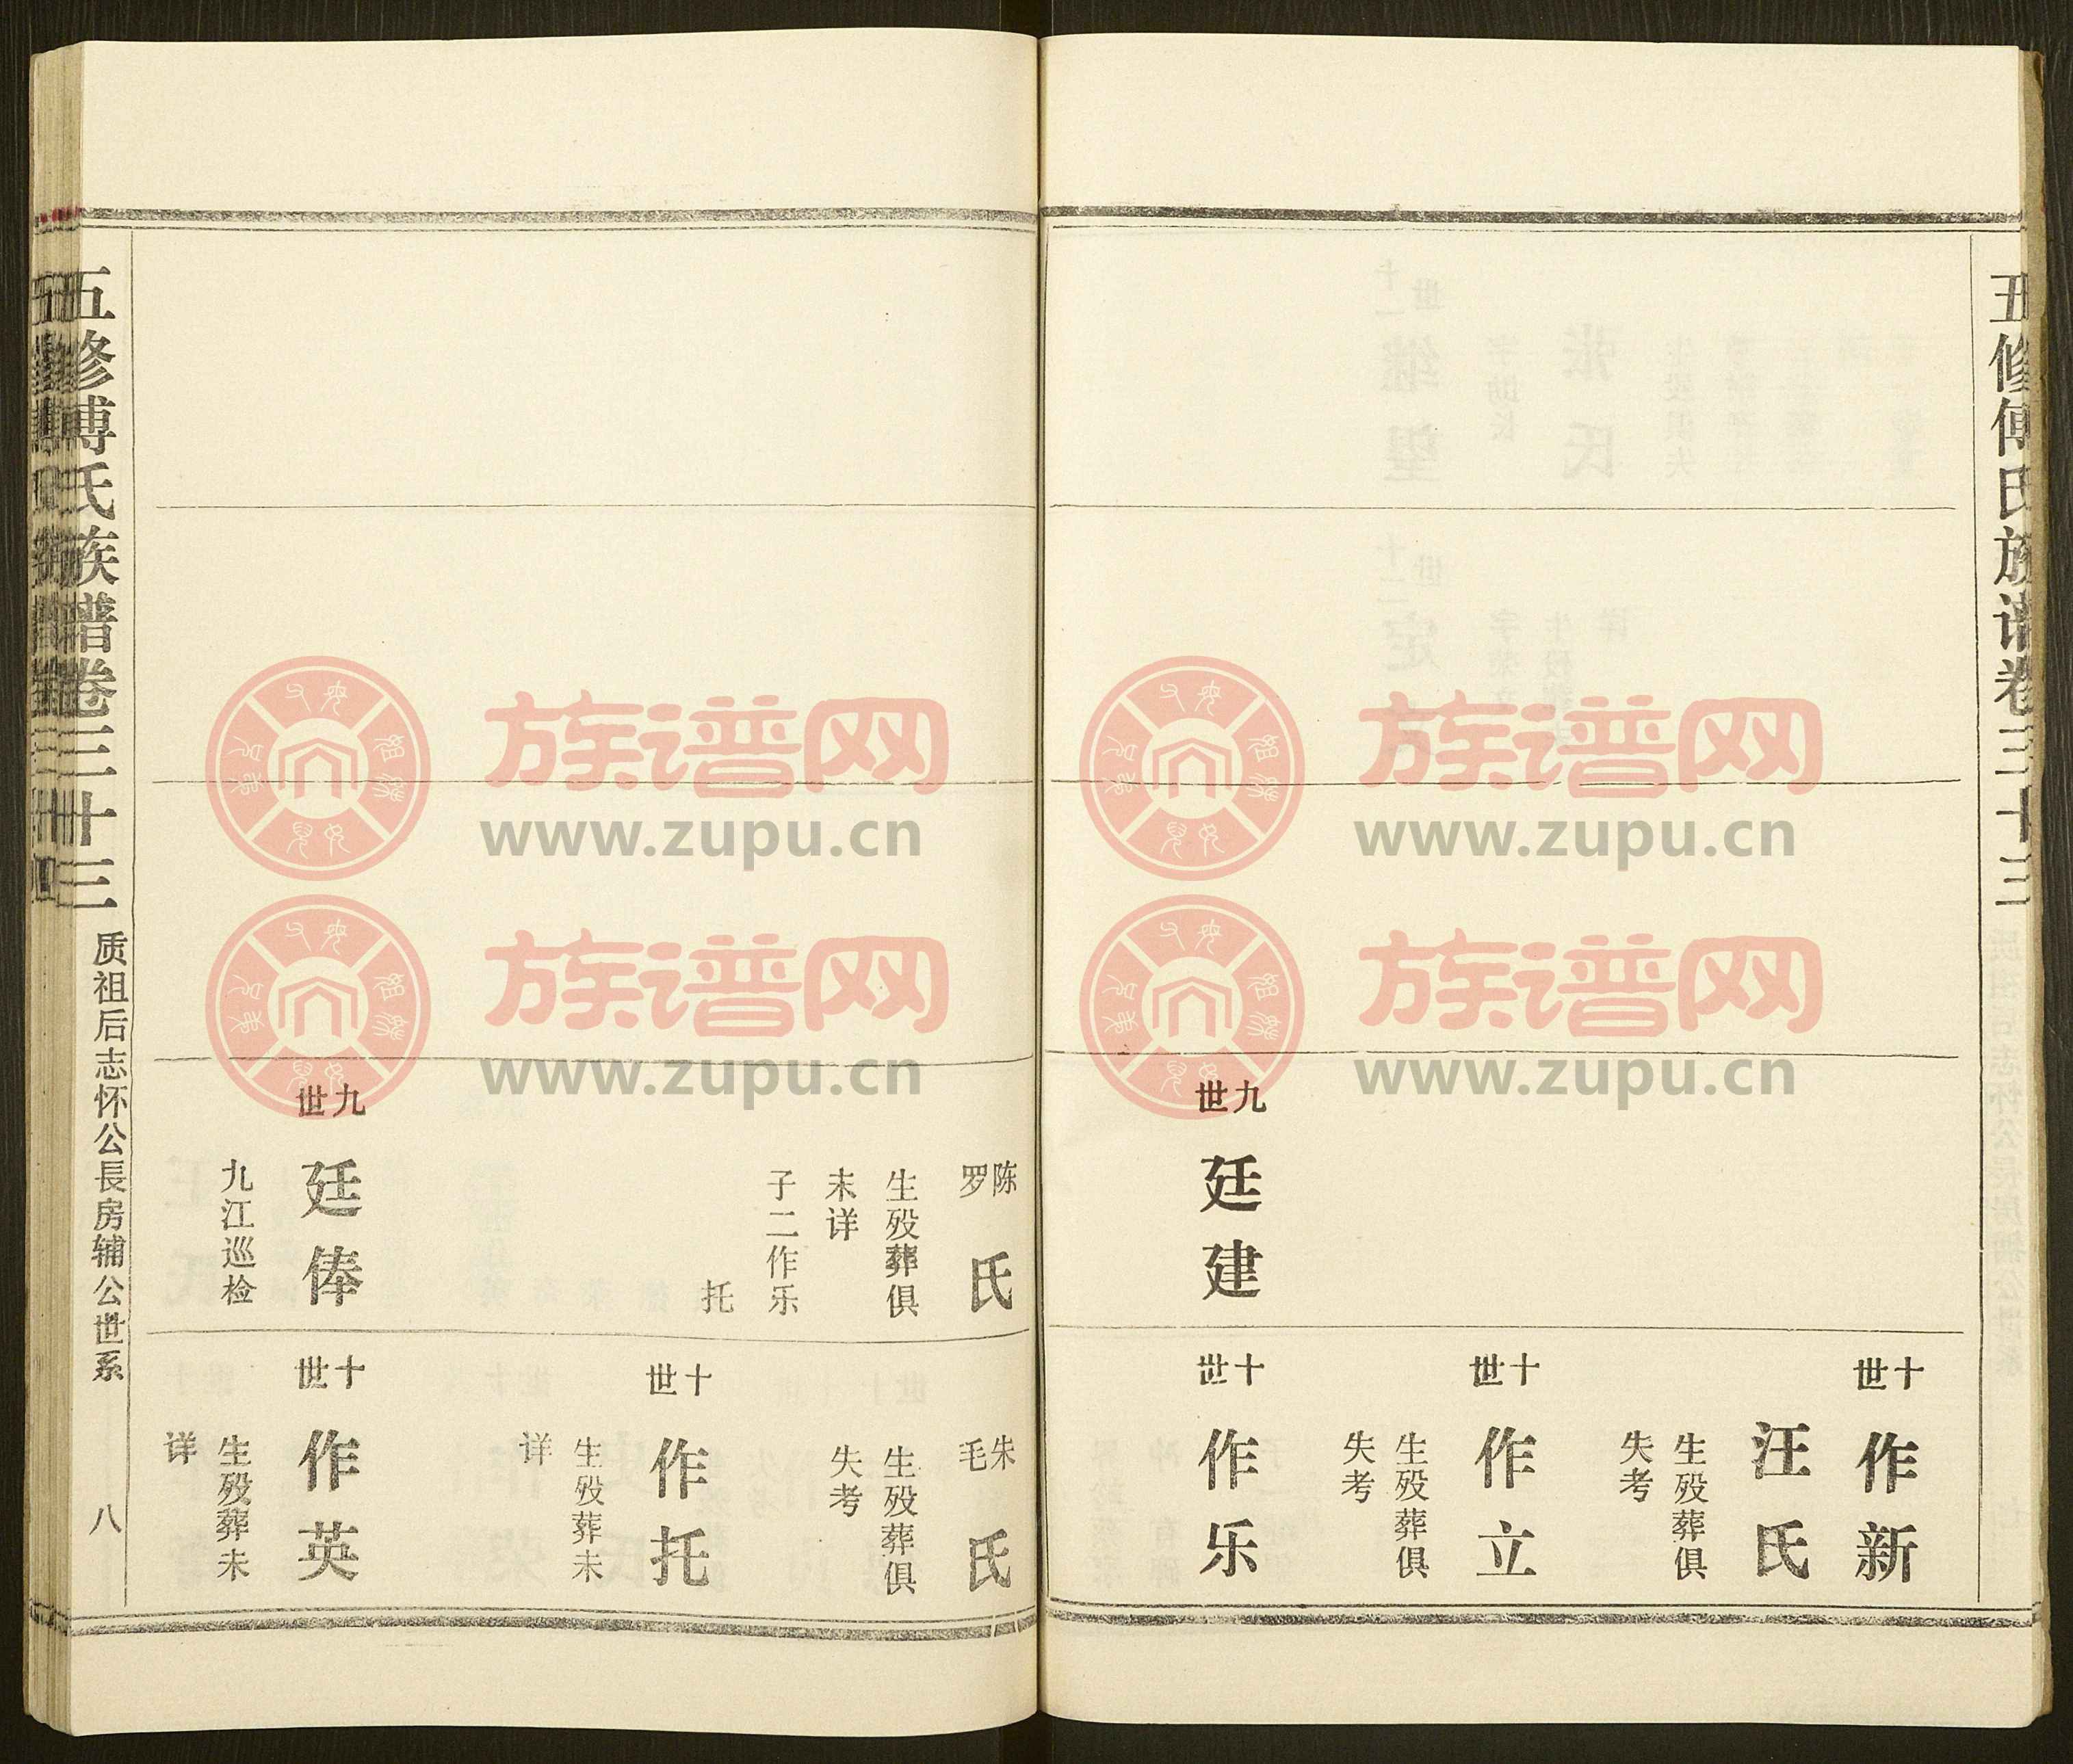 五修傅氏族谱卷三十三
九世
廷建
十世
作新
汪氏
生殁葬俱
失考
十世
作立
生殁葬俱
失考
十世
作乐
陈罗氏
生殁葬俱
未详
子二作乐
托
九世
廷俸
九江巡检
朱毛氏
生殁葬俱
失考
十世
作托
生殁葬未
详
十世
作英
生殁葬未
详
五修傅氏族谱卷三十三
质祖后志怀公長房辅公世系
八
族谱网
www.zupu.cn
族谱网
www.zupu.cn
族谱网
www.zupu.cn
族谱网
www.zupu.cn